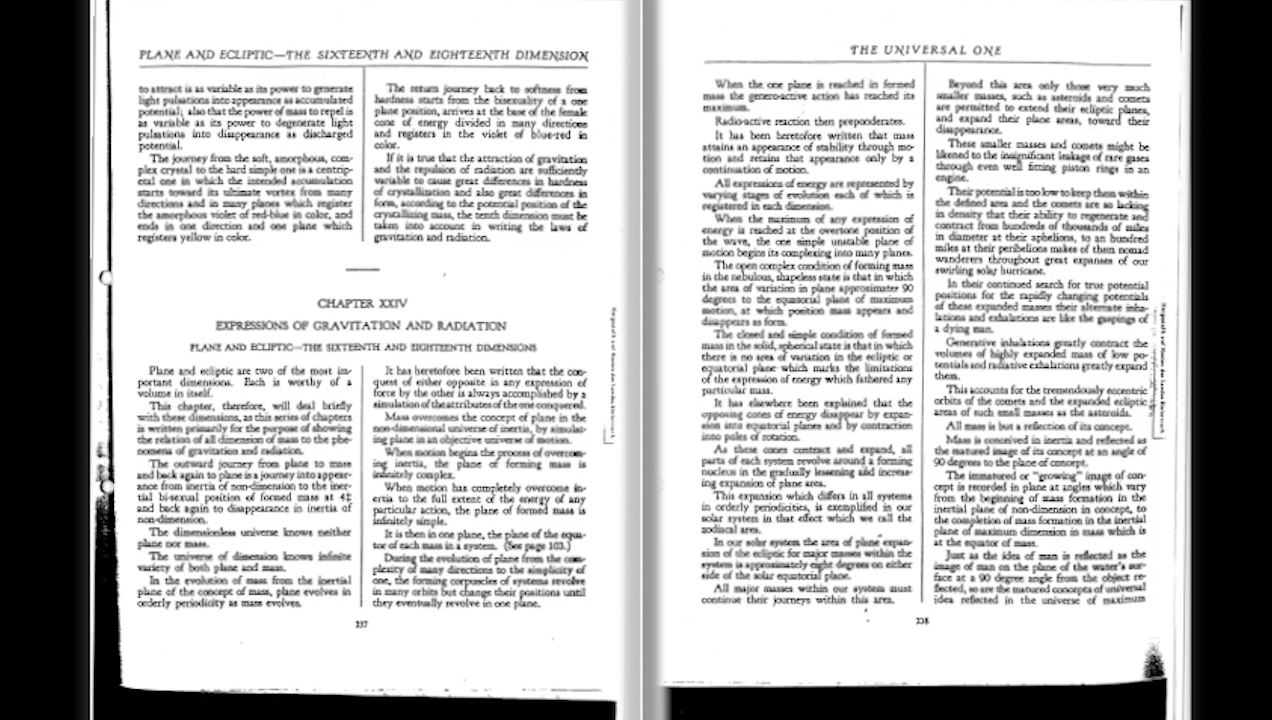 PLANE AND ECLIPTIC—THE SIXTEENTH AND EIGHTEENTH DIMENSION
to attract is as variable as its power to generate
light pulsations into appearance as accumulated
potential; also that the power of mass to repel is
as variable as its power to degenerate light
pulsations into disappearance as discharged
potential.
The journey from the soft, amorphous, com-
plex crystal to the hard simple one is a centrip-
etal one in which the intended accumulation
starts toward its ultimate vortex from many
directions and in many planes which register
the amorphous violet of red-blue in color, and
ends in one direction and one plane which
registers yellow in color.
The return journey back to softness from
hardness starts from the bisexuality of a one
plane position, arrives at the base of the female
cone of energy divided in many directions
and registers in the violet of blue-red in
color.
If it is true that the attraction of gravitation
and the repulsion of radiation are sufficiently
variable to cause great differences in hardness
of crystallization and also great differences in
form, according to the potential position of the
crystallizing mass, the tenth dimension must be
taken into account in writing the laws of
gravitation and radiation.
CHAPTER XXIV
EXPRESSIONS OF GRAVITATION AND RADIATION
PLANE AND ECLIPTIC—THE SIXTEENTH AND EIGHTEENTH DIMENSIONS
Plane and ecliptic are two of the most im-
portant dimensions. Each is worthy of a
volume in itself.
This chapter, therefore, will deal briefly
with these dimensions, as this series of chapters
is written primarily for the purpose of showing
the relation of all dimension of mass to the phe-
nomena of gravitation and radiation.
The outward journey from plane to mass
and back again to plane is a journey into appear-
ance from inertia of non-dimension to the iner-
tial bi-sexual position of formed mass at 4‡
and back again to disappearance in inertia of
non-dimension.
The dimensionless universe knows neither
plane nor mass.
The universe of dimension knows infinite
variety of both plane and mass.
In the evolution of mass from the inertial
plane of the concept of mass, plane evolves in
orderly periodicity as mass evolves.
It has heretofore been written that the con-
quest of either opposite in any expression of
force by the other is always accomplished by a
simulation of the attributes of the one conquered.
Mass overcomes the concept of plane in the
non-dimensional universe of inertia, by simulat-
ing plane in an objective universe of motion.
When motion begins the process of overcom-
ing inertia, the plane of forming mass is
infinitely complex.
When motion has completely overcome in-
ertia to the full extent of the energy of any
particular action, the plane of formed mass is
infinitely simple.
It is then in one plane, the plane of the equa-
tor of each mass in a system. (See page 103.)
During the evolution of plane from the com-
plexity of many directions to the simplicity of
one, the forming corpuscles of systems revolve
in many orbits but change their positions until
they eventually revolve in one plane.
237
THE UNIVERSAL ONE
When the one plane is reached in formed
mass the genero-active action has reached its
maximum.
Radio-active reaction then preponderates.
It has been heretofore written that mass
attains an appearance of stability through mo-
tion and retains that appearance only by a
continuation of motion.
All expressions of energy are represented by
varying stages of evolution each of which is
registered in each dimension.
When the maximum of any expression of
energy is reached at the overtone position of
the wave, the one simple unstable plane of
motion begins its complexing into many planes.
The open complex condition of forming mass
in the nebulous, shapeless state is that in which
the area of variation in plane approximates 90
degrees to the equatorial plane of maximum
motion, at which position mass appears and
disappears as form.
The closed and simple condition of formed
mass in the solid, spherical state is that in which
there is no area of variation in the ecliptic or
equatorial plane which marks the limitations
of the expression of energy which fathered any
particular mass.
It has elsewhere been explained that the
opposing cones of energy disappear by expan-
sion into equatorial planes and by contraction
into poles of rotation.
As these cones contract and expand, all
parts of each system revolve around a forming
nucleus in the gradually lessening and increas-
ing expansion of plane area.
This expansion which differs in all systems
in orderly periodicities, is exemplified in our
solar system in that effect which we call the
zodiacal area.
In our solar system the area of plane expan-
sion of the ecliptic for major masses within the
system is approximately eight degrees on either
side of the solar equatorial plane.
All major masses within our system must
continue their journeys within this area.
Beyond this area only those very much
smaller masses, such as asteroids and comets
are permitted to extend their ecliptic planes,
and expand their plane areas, toward their
disappearance.
These smaller masses and comets might be
likened to the insignificant leakage of rare gases
through even well fitting piston rings in an
engine.
Their potential is too low to keep them within
the defined area and the comets are so lacking
in density that their ability to regenerate and
contract from hundreds of thousands of miles
in diameter at their aphelions, to an hundred
miles at their perihelions makes of them nomad
wanderers throughout great expanses of our
swirling solar hurricane.
In their continued search for true potential
positions for the rapidly changing potentials
of these expanded masses their alternate inha-
lations and exhalations are like the gaspings of
a dying man.
Generative inhalations greatly contract the
volumes of highly expanded mass of low po-
tentials and radiative exhalations greatly expand
them.
This accounts for the tremendously eccentric
orbits of the comets and the expanded ecliptic
areas of such small masses as the asteroids.
All mass is but a reflection of its concept.
Mass is conceived in inertia and reflected as
the matured image of its concept at an angle of
90 degrees to the plane of concept.
The immatured or "growing" image of con-
cept is recorded in plane at angles which vary
from the beginning of mass formation in the
inertial plane of non-dimension in concept, to
the completion of mass formation in the inertial
plane of maximum dimension in mass which is
at the equator of mass.
Just as the idea of man is reflected as the
image of man on the plane of the water's sur-
face at a 90 degree angle from the object re-
flected, so are the matured concepts of universal
idea reflected in the universe of maximum
238